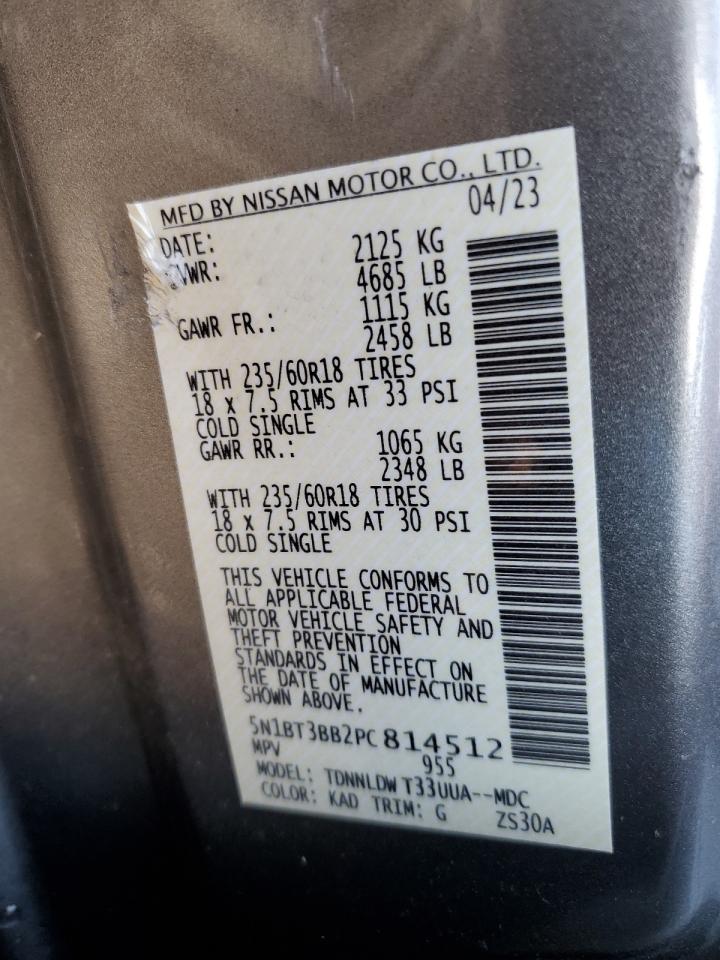 MFD BY NISSAN MOTOR CO., LTD.
DATE: 04/23
VWR: 2125 KG
4685 LB
GAWR FR.: 1115 KG
2458 LB
WITH 235/60R18 TIRES
18 x 7.5 RIMS AT 33 PSI
COLD SINGLE
GAWR RR.: 1065 KG
2348 LB
WITH 235/60R18 TIRES
18 x 7.5 RIMS AT 30 PSI
COLD SINGLE
THIS VEHICLE CONFORMS TO
ALL APPLICABLE FEDERAL
MOTOR VEHICLE SAFETY AND
THEFT PREVENTION
STANDARDS IN EFFECT ON
THE DATE OF MANUFACTURE
SHOWN ABOVE.
5N1BT3BB2PC814512
MPV 955
MODEL: TDNNLDW T33UUA--MDC
COLOR: KAD TRIM: G ZS30A